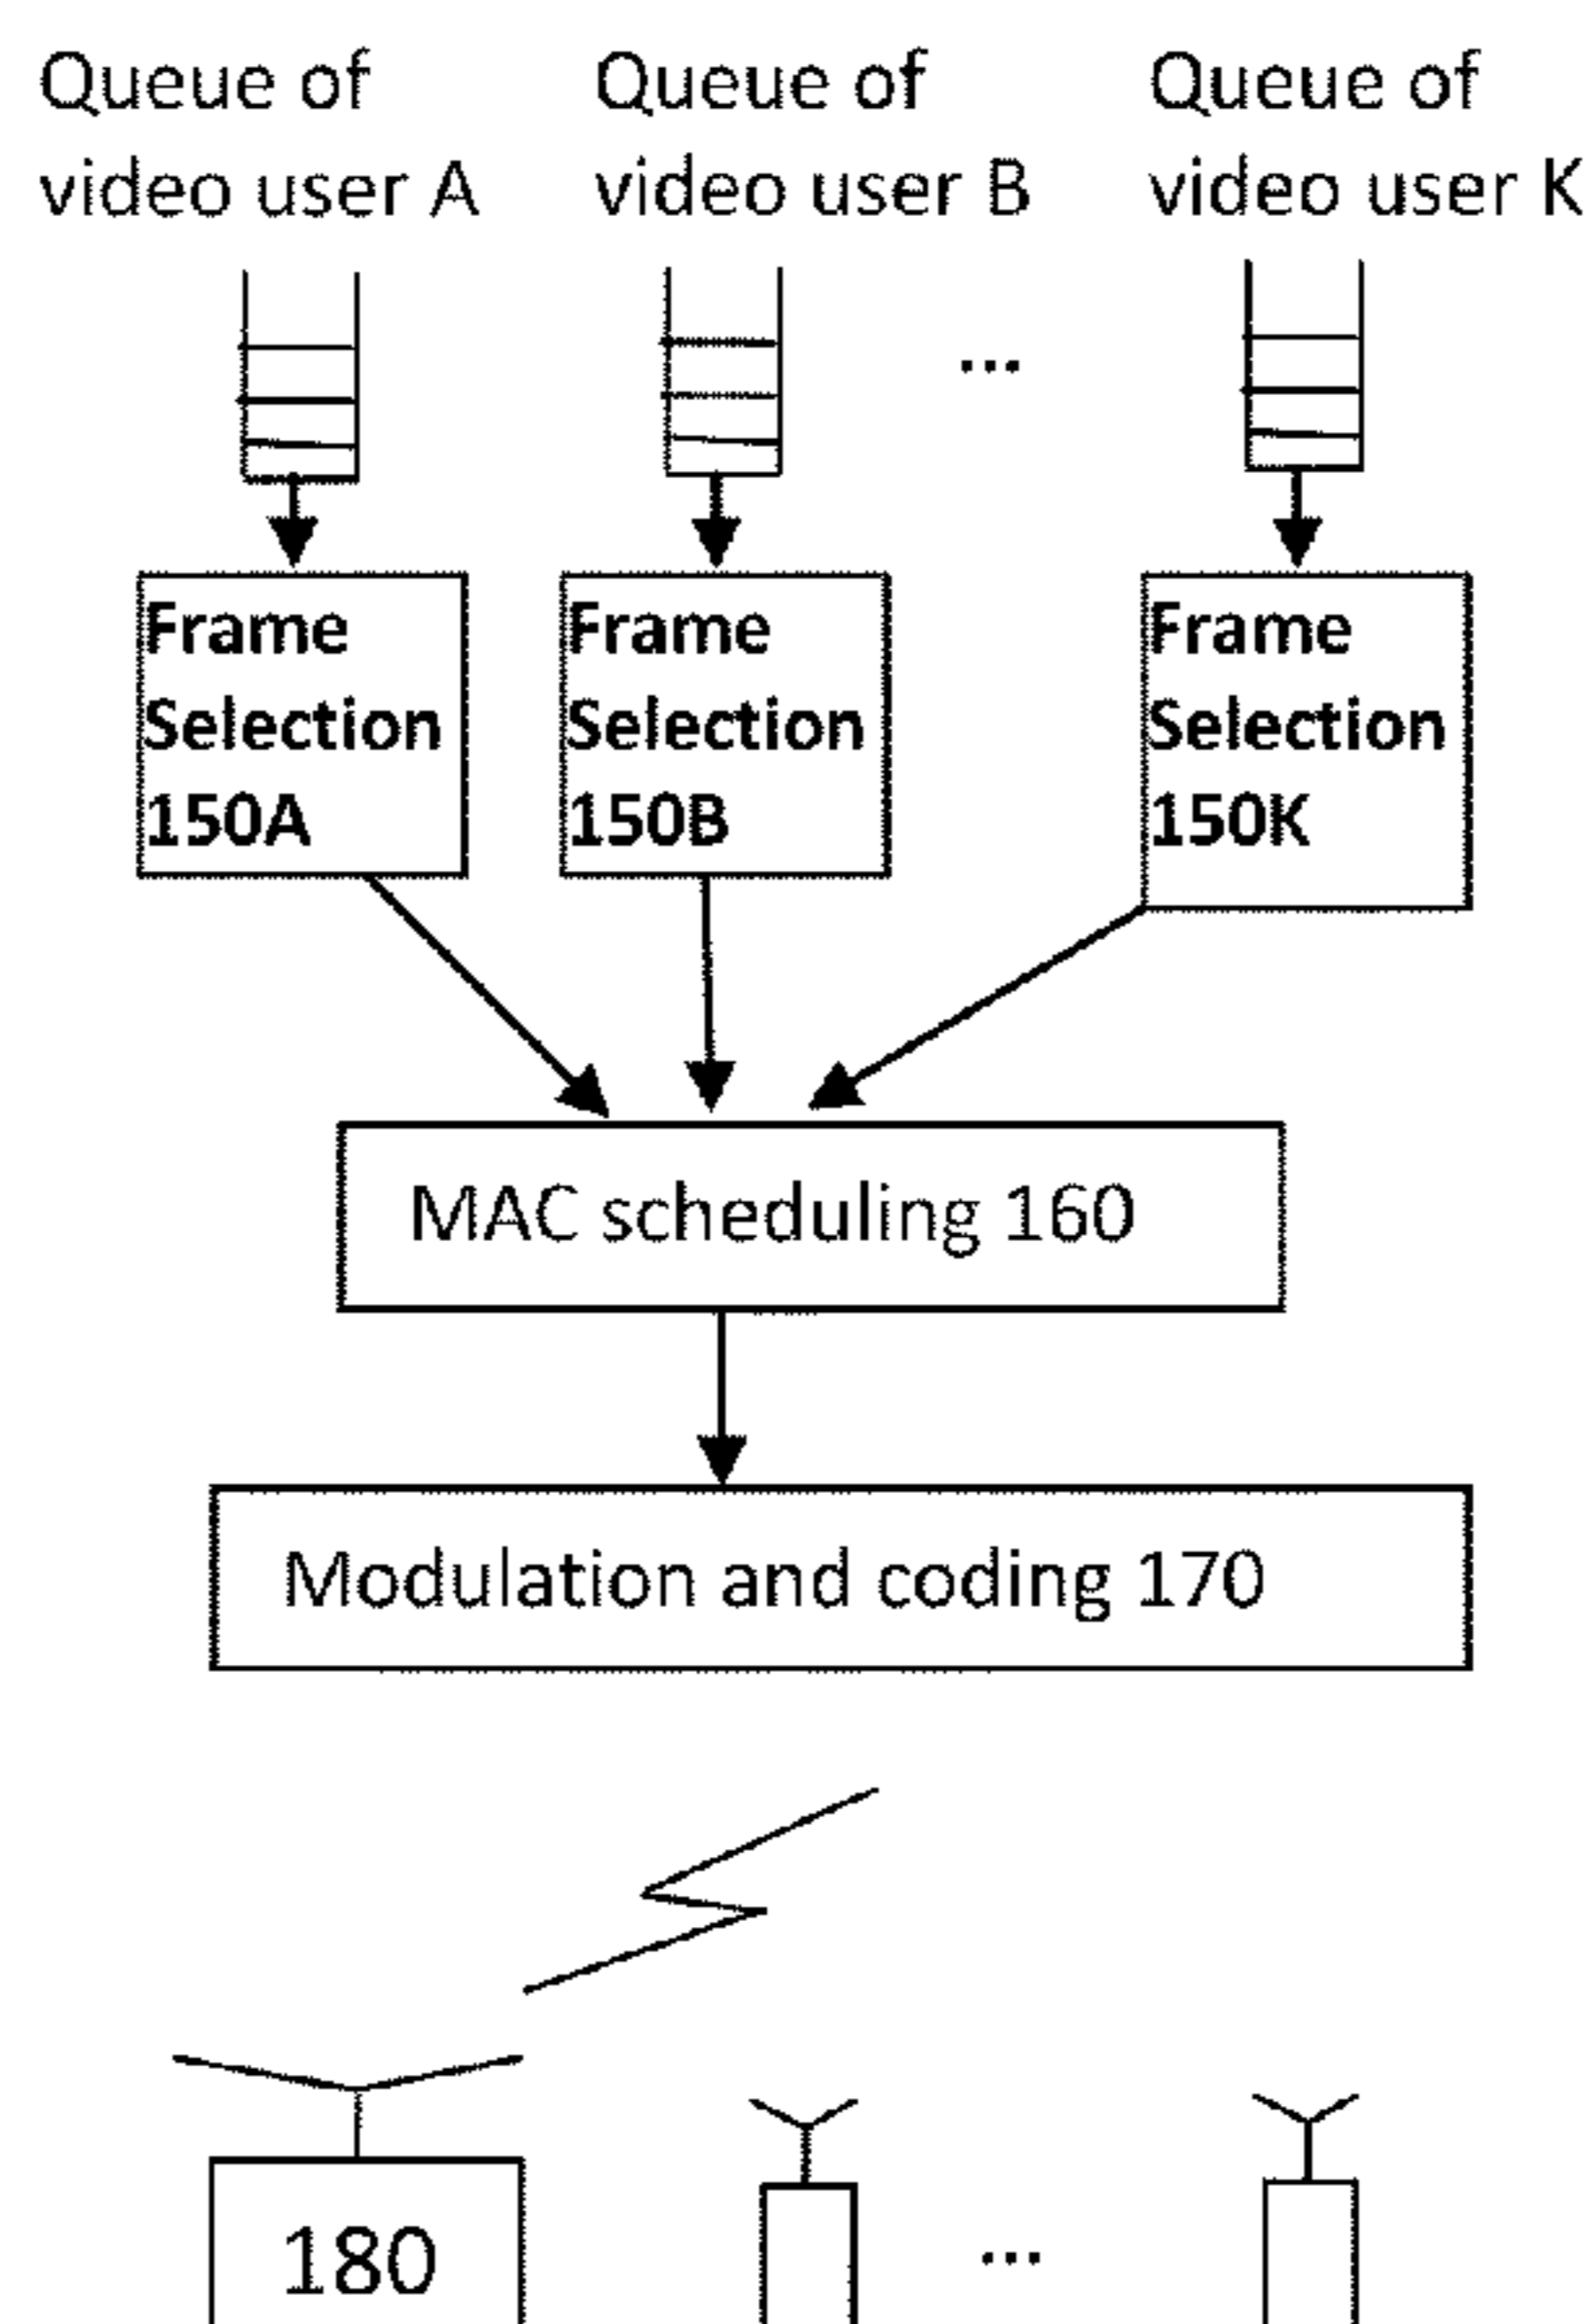 Queue of
video user A
Queue of
video user B
Queue of
video user K
...
Frame
Selection
150A
Frame
Selection
150B
Frame
Selection
150K
MAC scheduling 160
Modulation and coding 170
180
...